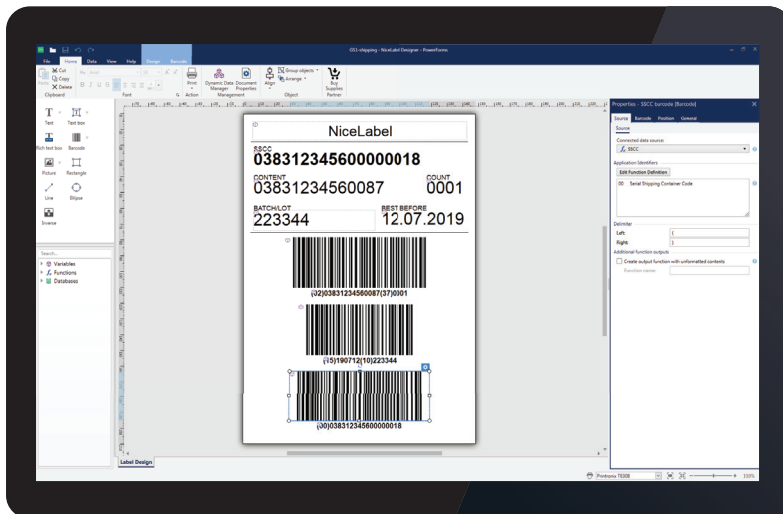 GS1-shipping - NiceLabel Designer - PowerForms
File Home Data View Help Design Barcode
Cut
Copy
Delete
Clipboard
Font
Print
Action
Dynamic Data Manager
Document Properties
Management
Align
Group objects
Arrange
Object
Buy Supplies
Partner
Text
Text box
Rich text box
Barcode
Picture
Rectangle
Line
Ellipse
Inverse
Search...
Variables
Functions
Databases
NiceLabel
SSCC
038312345600000018
CONTENT COUNT
03831234560087 0001
BATCH/LOT BEST BEFORE
223344 12.07.2019
(02)03831234560087(37)0001
(15)190712(10)223344
(00)038312345600000018
Label Design
Properties - SSCC barcode [Barcode]
Source Barcode Position General
Source
Connected data source:
SSCC
Application Identifiers
Edit Function Definition
00 Serial Shipping Container Code
Delimiter
Left: (
Right: )
Additional function outputs
Create output function with unformatted contents
Function name:
Printronix T8308